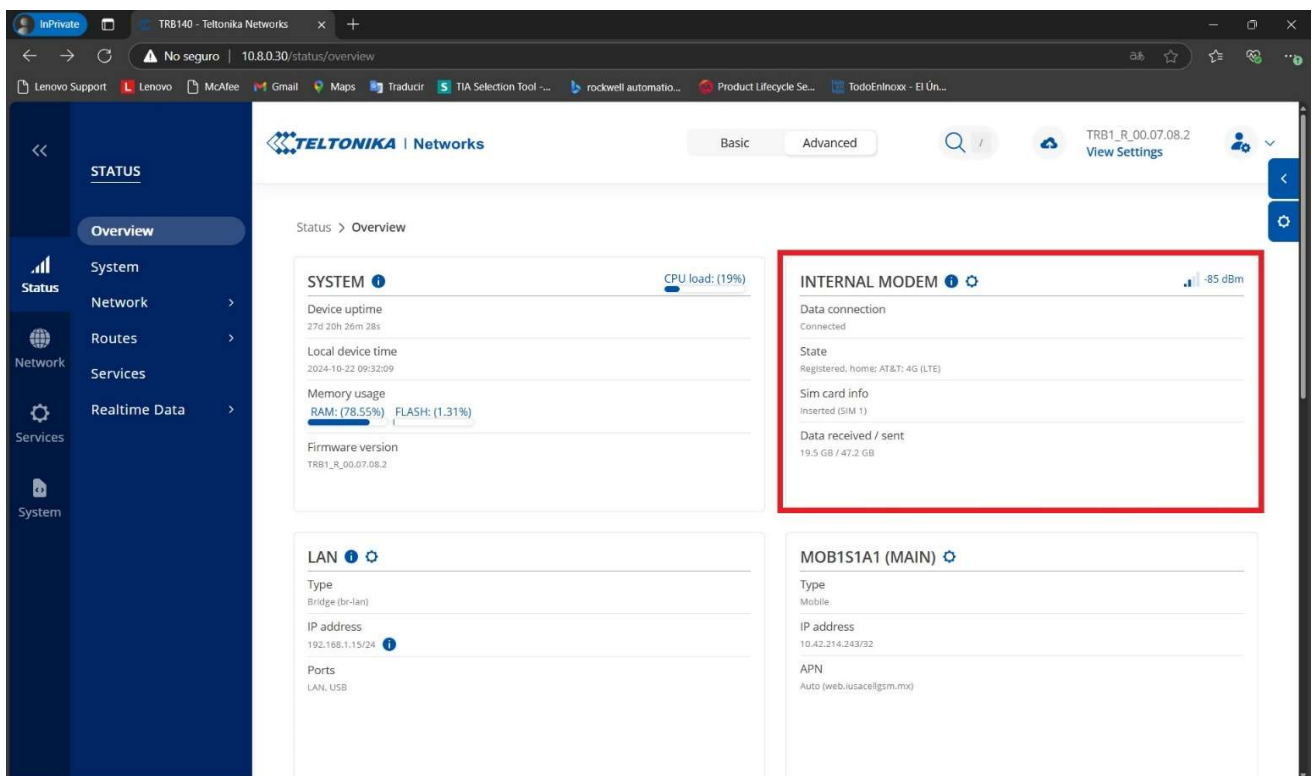 InPrivate
TRB140 - Teltonika Networks
No seguro | 10.8.0.30/status/overview
Lenovo Support
Lenovo
McAfee
Gmail
Maps
Traducir
TIA Selection Tool -...
rockwell automatio...
Product Lifecycle Se...
TodoEnInoxx - El Ún...
TELTONIKA | Networks
Basic
Advanced
/
TRB1_R_00.07.08.2
View Settings
STATUS
Overview
System
Network
Routes
Services
Realtime Data
Status
Network
Services
System
Status > Overview
SYSTEM
CPU load: (19%)
Device uptime
27d 20h 26m 28s
Local device time
2024-10-22 09:32:09
Memory usage
RAM: (78.55%) FLASH: (1.31%)
Firmware version
TRB1_R_00.07.08.2
INTERNAL MODEM
-85 dBm
Data connection
Connected
State
Registered, home; AT&T; 4G (LTE)
Sim card info
Inserted (SIM 1)
Data received / sent
19.5 GB / 47.2 GB
LAN
Type
Bridge (br-lan)
IP address
192.168.1.15/24
Ports
LAN, USB
MOB1S1A1 (MAIN)
Type
Mobile
IP address
10.42.214.243/32
APN
Auto (web.iusacellgsm.mx)